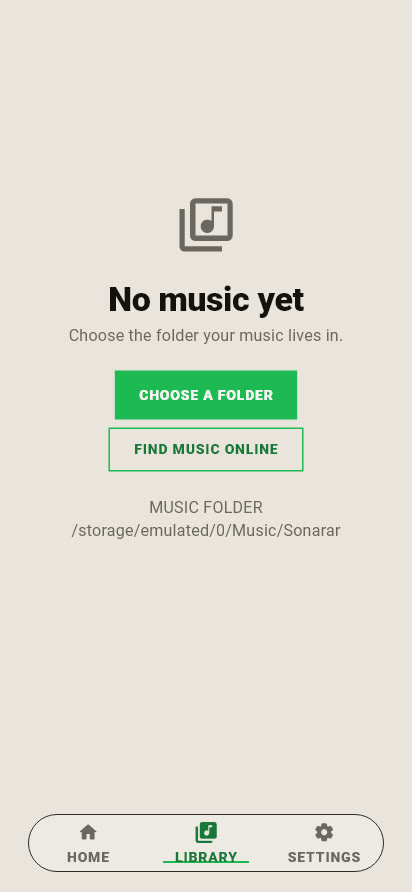 No music yet
Choose the folder your music lives in.
CHOOSE A FOLDER
FIND MUSIC ONLINE
MUSIC FOLDER
/storage/emulated/0/Music/Sonarar
HOME
LIBRARY
SETTINGS